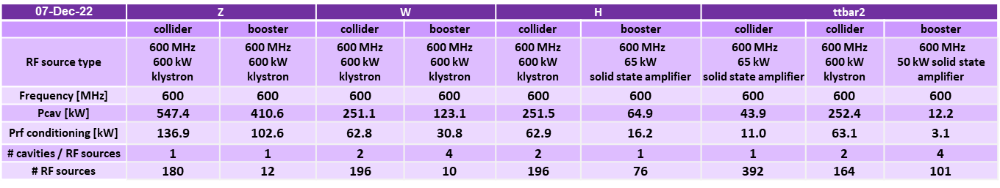 07-Dec-22 Z W H ttbar2
collider booster collider booster collider booster collider collider booster
600 MHz 600 MHz 600 MHz 600 MHz 600 MHz 600 MHz 600 MHz 600 MHz 600 MHz
RF source type 600 kW 600 kW 600 kW 600 kW 600 kW 65 kW 65 kW 600 kW 50 kW solid state
klystron klystron klystron klystron klystron solid state amplifier solid state amplifier klystron amplifier
Frequency [MHz] 600 600 600 600 600 600 600 600 600
Pcav [kW] 547.4 410.6 251.1 123.1 251.5 64.9 43.9 252.4 12.2
Prf conditioning [kW] 136.9 102.6 62.8 30.8 62.9 16.2 11.0 63.1 3.1
# cavities / RF sources 1 1 2 4 2 1 1 2 4
# RF sources 180 12 196 10 196 76 392 164 101